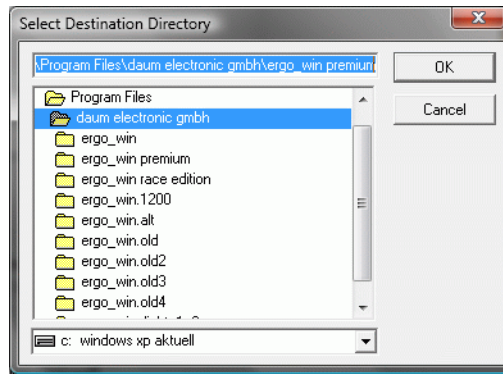 Select Destination Directory
\Program Files\daum electronic gmbh\ergo_win premium
OK
Program Files
Cancel
daum electronic gmbh
ergo_win
ergo_win premium
ergo_win race edition
ergo_win.1200
ergo_win.alt
ergo_win.old
ergo_win.old2
ergo_win.old3
ergo_win.old4
c: windows xp aktuell